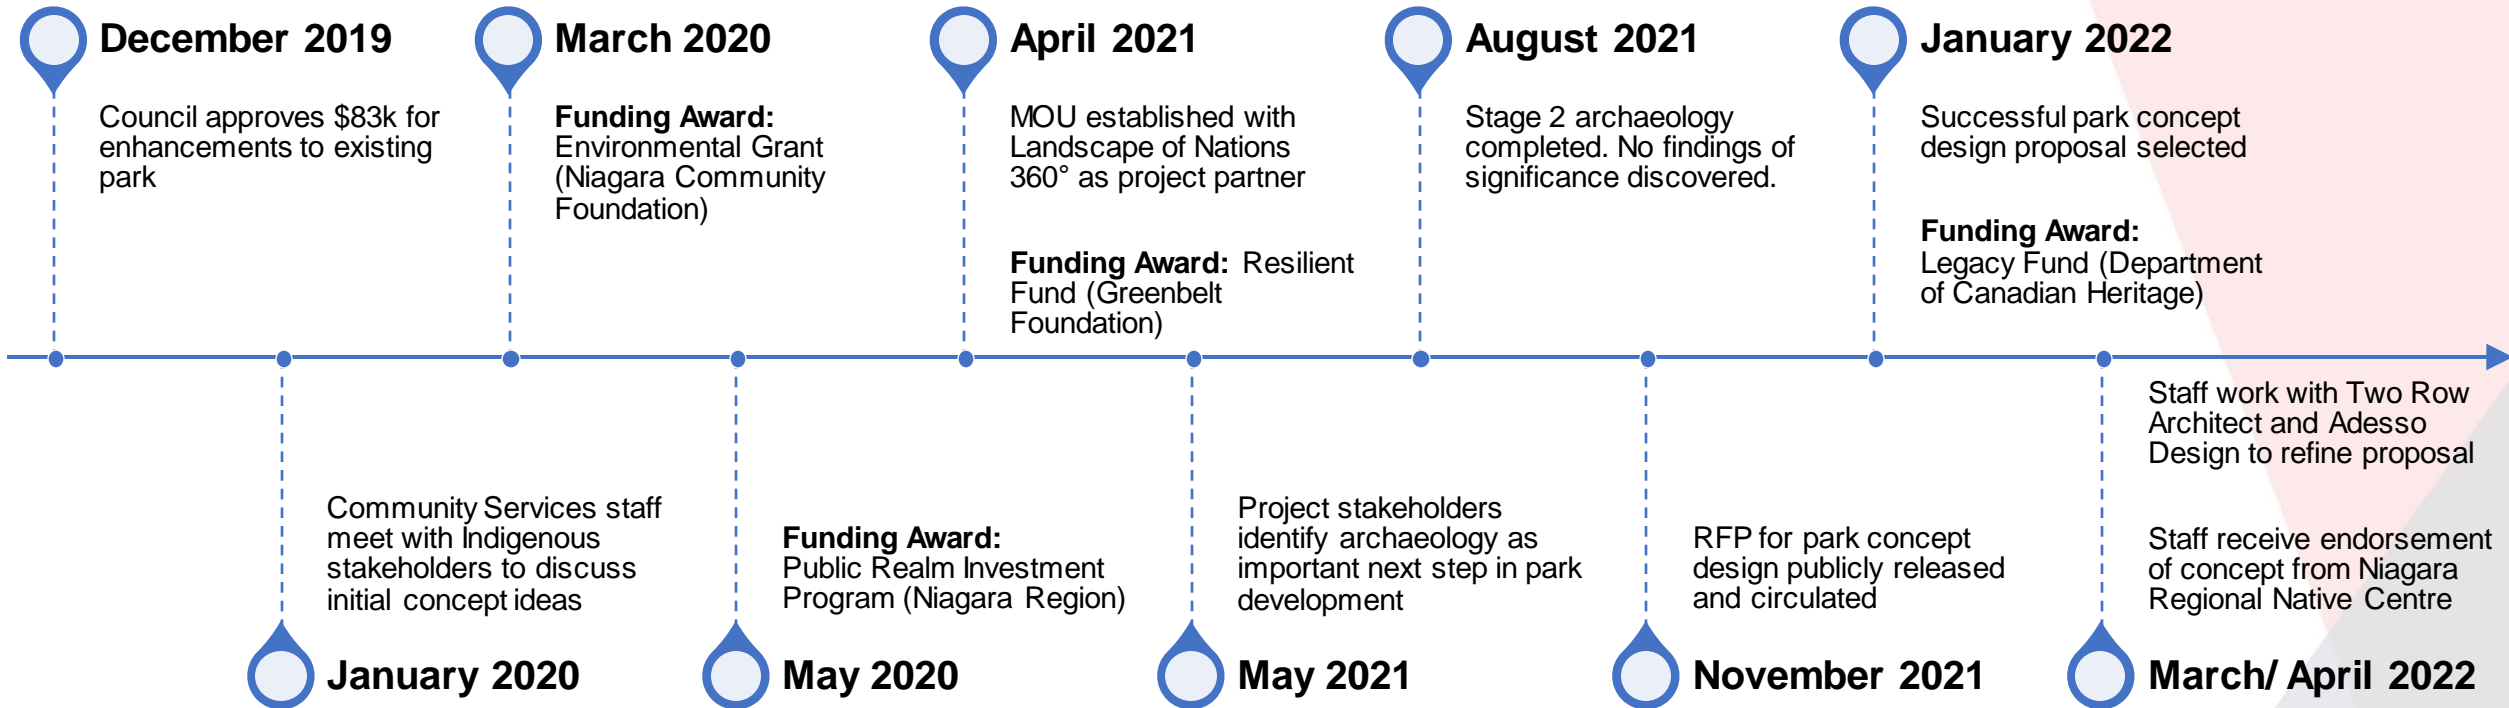 December 2019
Council approves $83k for
enhancements to existing
park
January 2020
Community Services staff
meet with Indigenous
stakeholders to discuss
initial concept ideas
March 2020
Funding Award:
Environmental Grant
(Niagara Community
Foundation)
May 2020
Funding Award:
Public Realm Investment
Program (Niagara Region)
April 2021
MOU established with
Landscape of Nations
360° as project partner
Funding Award: Resilient
Fund (Greenbelt
Foundation)
May 2021
Project stakeholders
identify archaeology as
important next step in park
development
August 2021
Stage 2 archaeology
completed. No findings of
significance discovered.
November 2021
RFP for park concept
design publicly released
and circulated
January 2022
Successful park concept
design proposal selected
Funding Award:
Legacy Fund (Department
of Canadian Heritage)
March/ April 2022
Staff work with Two Row
Architect and Adesso
Design to refine proposal
Staff receive endorsement
of concept from Niagara
Regional Native Centre